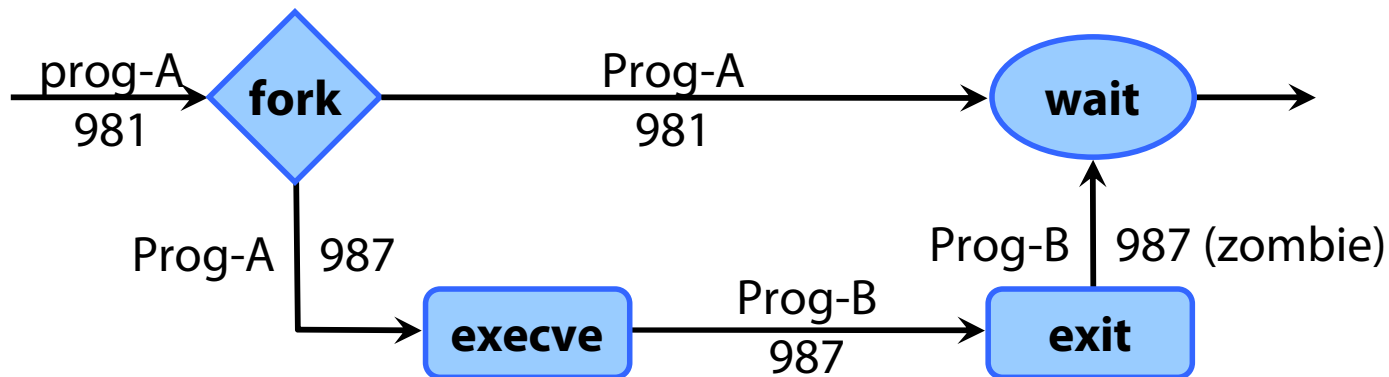 prog-A
981
fork
Prog-A
981
wait
Prog-A 987
Prog-B 987 (zombie)
execve
Prog-B
987
exit